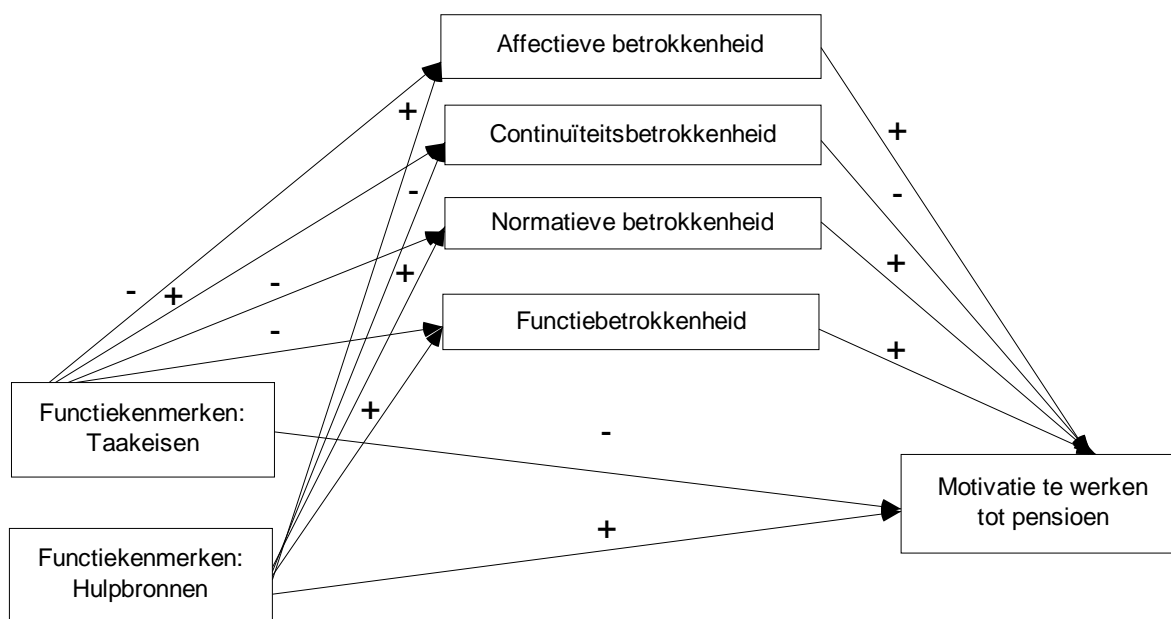 Affectieve betrokkenheid
+
+
Continuïteitsbetrokkenheid
-
-
Normatieve betrokkenheid
+
+
-
-
+
-
Functiebetrokkenheid
+
Functiekenmerken:
Taakeisen
+
-
Motivatie te werken
tot pensioen
+
Functiekenmerken:
Hulpbronnen